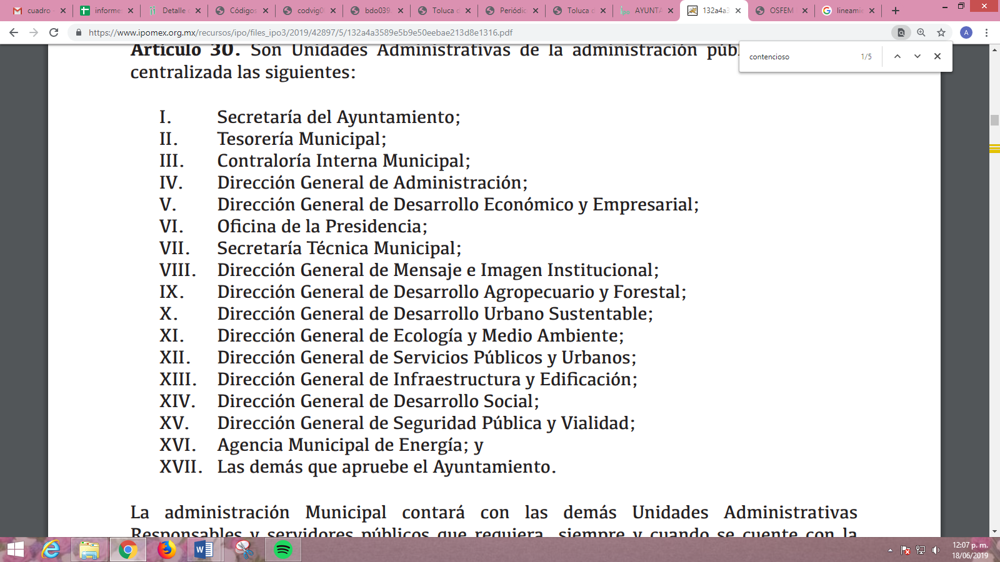 cuadro -
informe
Detalle
Códigos
codvig0
bdo039
Toluca d
Periódic
Toluca d
AYUNTA
132a4a3
OSFEM
lineamie
https://www.ipomex.org.mx/recursos/ipo/files_ipo3/2019/42897/5/132a4a3589e5b9e50eebae213d8e1316.pdf
A
contencioso 1/5
Artículo 30. Son Unidades Administrativas de la administración púb
centralizada las siguientes:
I. Secretaría del Ayuntamiento;
II. Tesorería Municipal;
III. Contraloría Interna Municipal;
IV. Dirección General de Administración;
V. Dirección General de Desarrollo Económico y Empresarial;
VI. Oficina de la Presidencia;
VII. Secretaría Técnica Municipal;
VIII. Dirección General de Mensaje e Imagen Institucional;
IX. Dirección General de Desarrollo Agropecuario y Forestal;
X. Dirección General de Desarrollo Urbano Sustentable;
XI. Dirección General de Ecología y Medio Ambiente;
XII. Dirección General de Servicios Públicos y Urbanos;
XIII. Dirección General de Infraestructura y Edificación;
XIV. Dirección General de Desarrollo Social;
XV. Dirección General de Seguridad Pública y Vialidad;
XVI. Agencia Municipal de Energía; y
XVII. Las demás que apruebe el Ayuntamiento.
La administración Municipal contará con las demás Unidades Administrativas
Responsables y servidores públicos que requiera, siempre y cuando se cuente con la
12:07 p. m.
18/06/2019